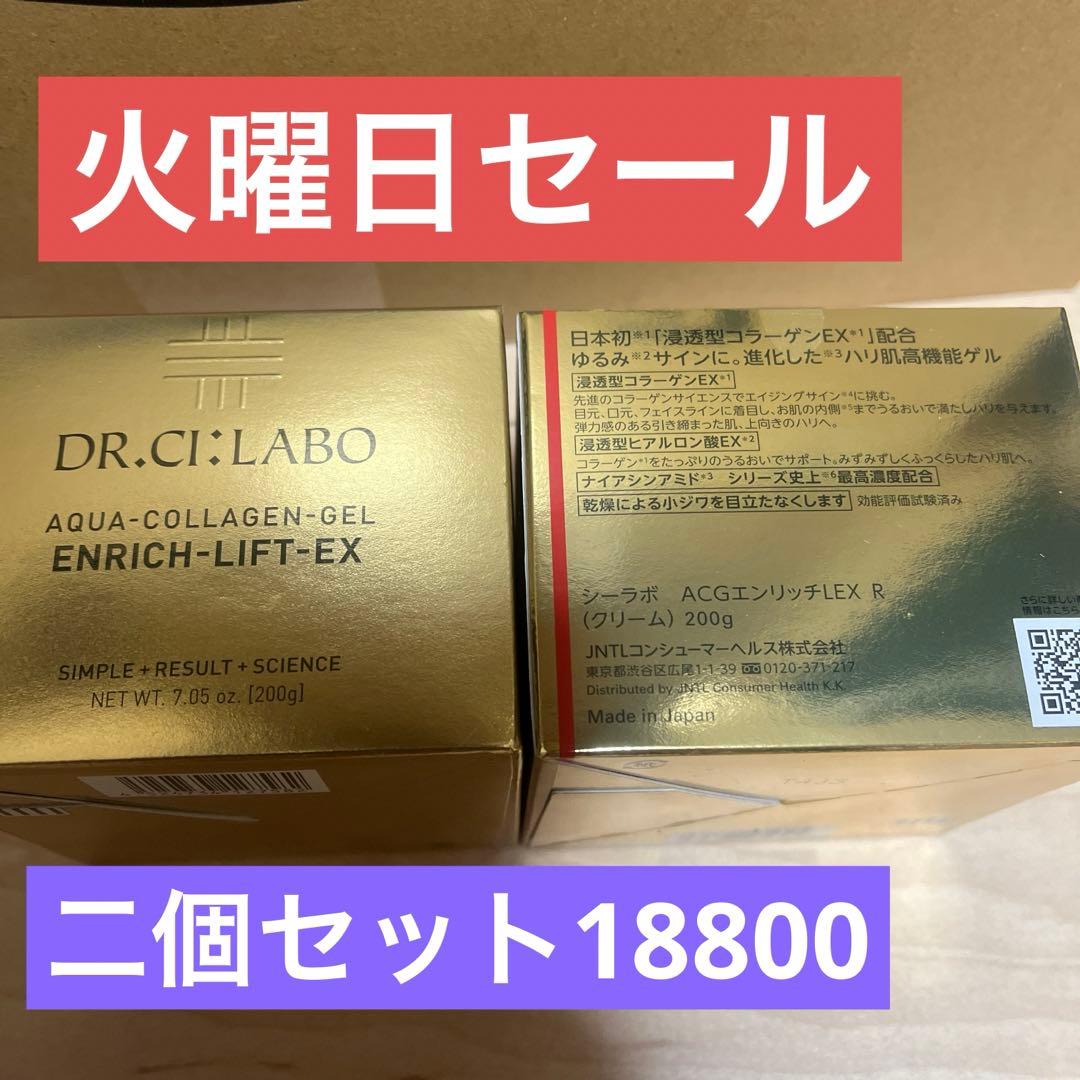 火曜日セール
DR.CI:LABO
AQUA-COLLAGEN-GEL
ENRICH-LIFT-EX
SIMPLE+RESULT+SCIENCE
NET WT. 7.05 oz. [200g]
日本初※1「浸透型コラーゲンEX※1」配合
ゆるみ※2サインに。進化した※3ハリ肌高機能ゲル
浸透型コラーゲンEX※1
先進のコラーゲンサイエンスでエイジングサイン※4に挑む。
目元、口元、フェイスラインに着目し、お肌の内側※5までうるおいで満たしハリを与えます。
弾力感のある引き締まった肌、上向きのハリへ。
浸透型ヒアルロン酸EX※2
コラーゲン※1をたっぷりのうるおいでサポート。みずみずしくふっくらしたハリ肌へ。
ナイアシンアミド※3 シリーズ史上※6最高濃度配合
乾燥による小ジワを目立たなくします 効能評価試験済み
シーラボ ACGエンリッチLEX R
(クリーム) 200g
JNTLコンシューマーヘルス株式会社
東京都渋谷区広尾1-1-39 0120-371-217
Distributed by JNTL Consumer Health K.K.
Made in Japan
さらに詳しい
情報はこちら
二個セット18800